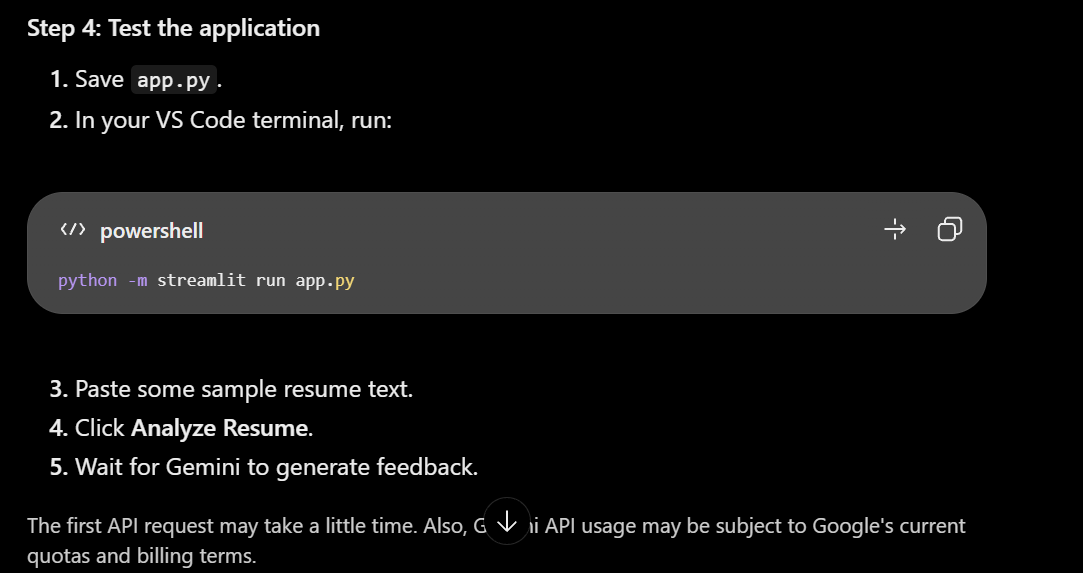 Step 4: Test the application
1. Save app.py.
2. In your VS Code terminal, run:
</> powershell
python -m streamlit run app.py
3. Paste some sample resume text.
4. Click Analyze Resume.
5. Wait for Gemini to generate feedback.
The first API request may take a little time. Also, G ni API usage may be subject to Google's current
quotas and billing terms.